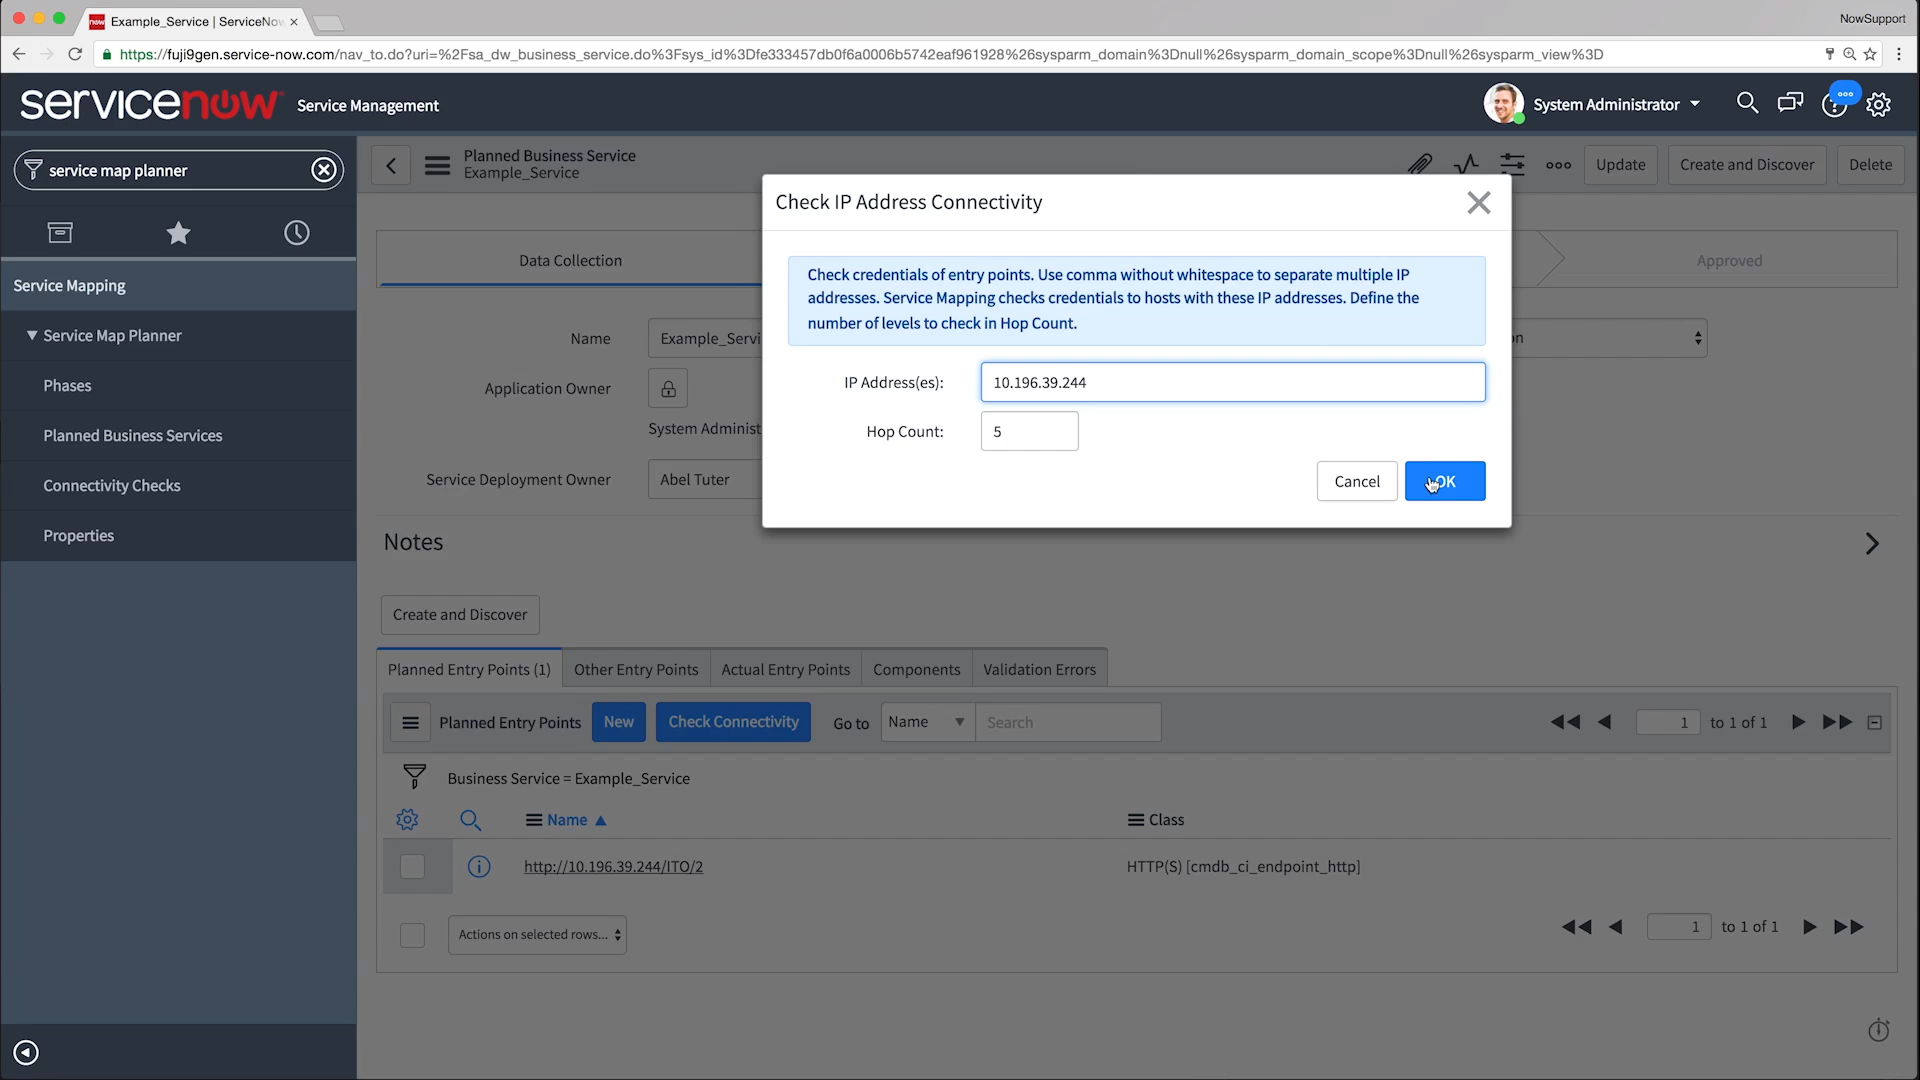 Example_Service | ServiceNow
NowSupport
https://fuji9gen.service-now.com/nav_to.do?uri=%2Fsa_dw_business_service.do%3Fsys_id%3Dfe333457db0f6a0006b5742eaf961928%26sysparm_domain%3Dnull%26sysparm_domain_scope%3Dnull%26sysparm_view%3D
servicenow Service Management
System Administrator
service map planner
Service Mapping
Service Map Planner
Phases
Planned Business Services
Connectivity Checks
Properties
Planned Business Service
Example_Service
Update
Create and Discover
Delete
Data Collection
Approved
Name
Example_Servi
Application Owner
System Administ
Service Deployment Owner
Abel Tuter
Check IP Address Connectivity
Check credentials of entry points. Use comma without whitespace to separate multiple IP
addresses. Service Mapping checks credentials to hosts with these IP addresses. Define the
number of levels to check in Hop Count.
IP Address(es):
10.196.39.244
Hop Count:
5
Cancel
OK
Notes
Create and Discover
Planned Entry Points (1)
Other Entry Points
Actual Entry Points
Components
Validation Errors
Planned Entry Points
New
Check Connectivity
Go to
Name
Search
1 to 1 of 1
Business Service = Example_Service
Name
Class
http://10.196.39.244/ITO/2
HTTP(S) [cmdb_ci_endpoint_http]
Actions on selected rows...
1 to 1 of 1